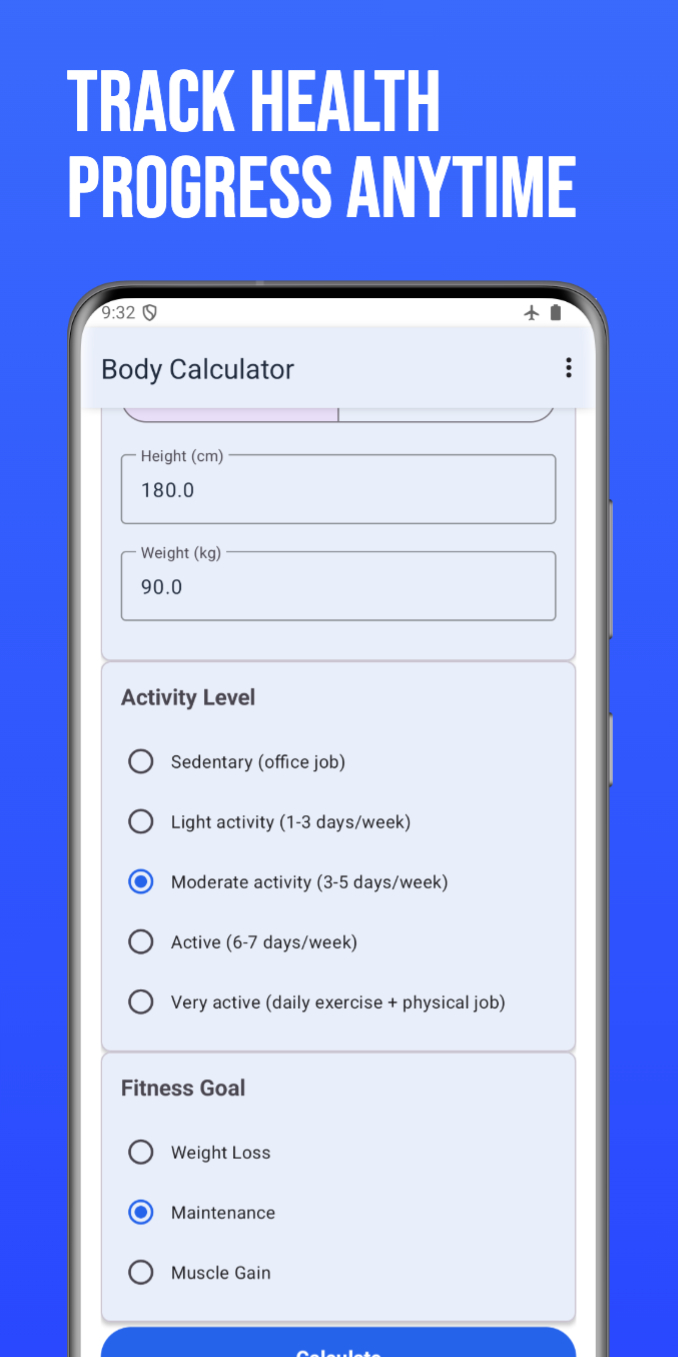 TRACK HEALTH
PROGRESS ANYTIME
9:32
Body Calculator
Height (cm)
180.0
Weight (kg)
90.0
Activity Level
Sedentary (office job)
Light activity (1-3 days/week)
Moderate activity (3-5 days/week)
Active (6-7 days/week)
Very active (daily exercise + physical job)
Fitness Goal
Weight Loss
Maintenance
Muscle Gain
Calculate